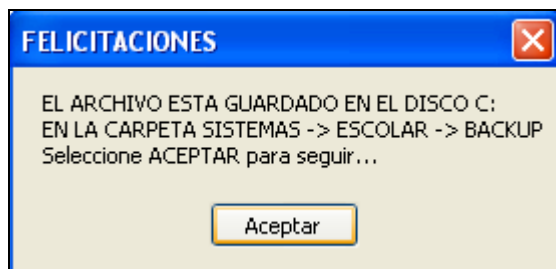 FELICITACIONES
EL ARCHIVO ESTA GUARDADO EN EL DISCO C:
EN LA CARPETA SISTEMAS -> ESCOLAR -> BACKUP
Seleccione ACEPTAR para seguir...
Aceptar